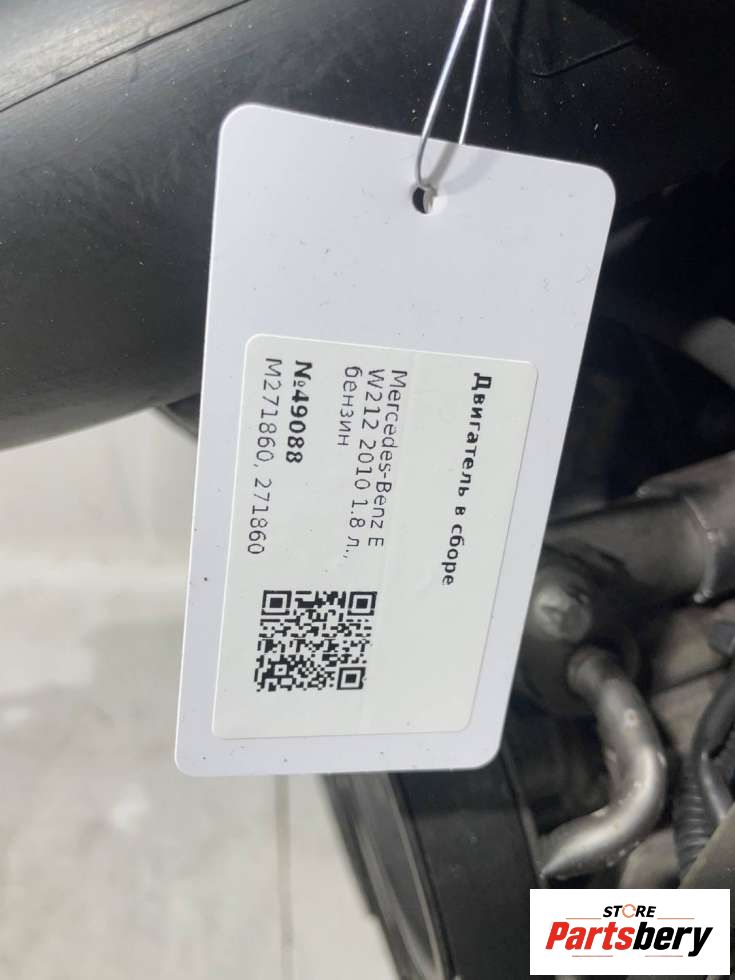 Двигатель в сборе
Mercedes-Benz E
W212 2010 1.8 л.,
бензин
№49088
M271860, 271860
STORE
Partsbery